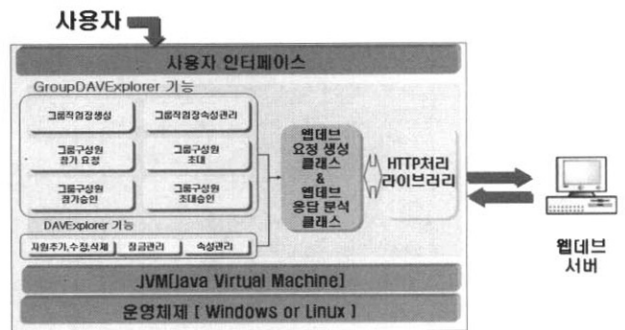 사용자
사용자 인터페이스
GroupDAVExplorer 기능
그룹작업장생성
그룹작업장속성관리
그룹구성원
참가 요청
그룹구성원
초대
그룹구성원
참가승인
그룹구성원
초대승인
DAVExplorer 기능
자원추가,수정,삭제
잠금관리
속성관리
웹데브
요청 생성
클래스
&
웹데브
응답 분석
클래스
HTTP처리
라이브러리
웹데브
서버
JVM[Java Virtual Machine]
운영체제 [ Windows or Linux ]